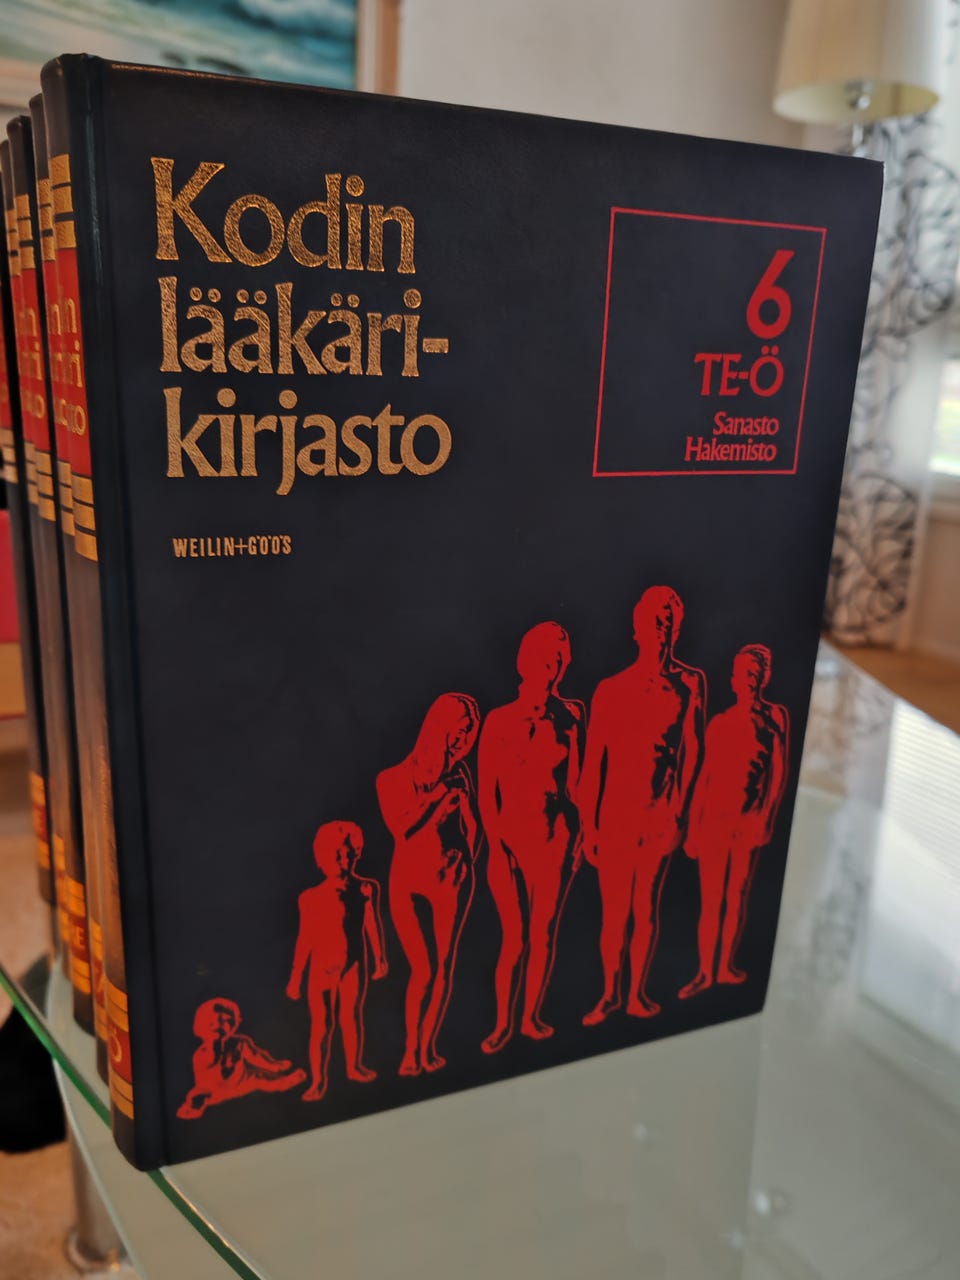 Kodin
lääkäri-
kirjasto
WEILIN+GÖÖS
6
TE-Ö
Sanasto
Hakemisto